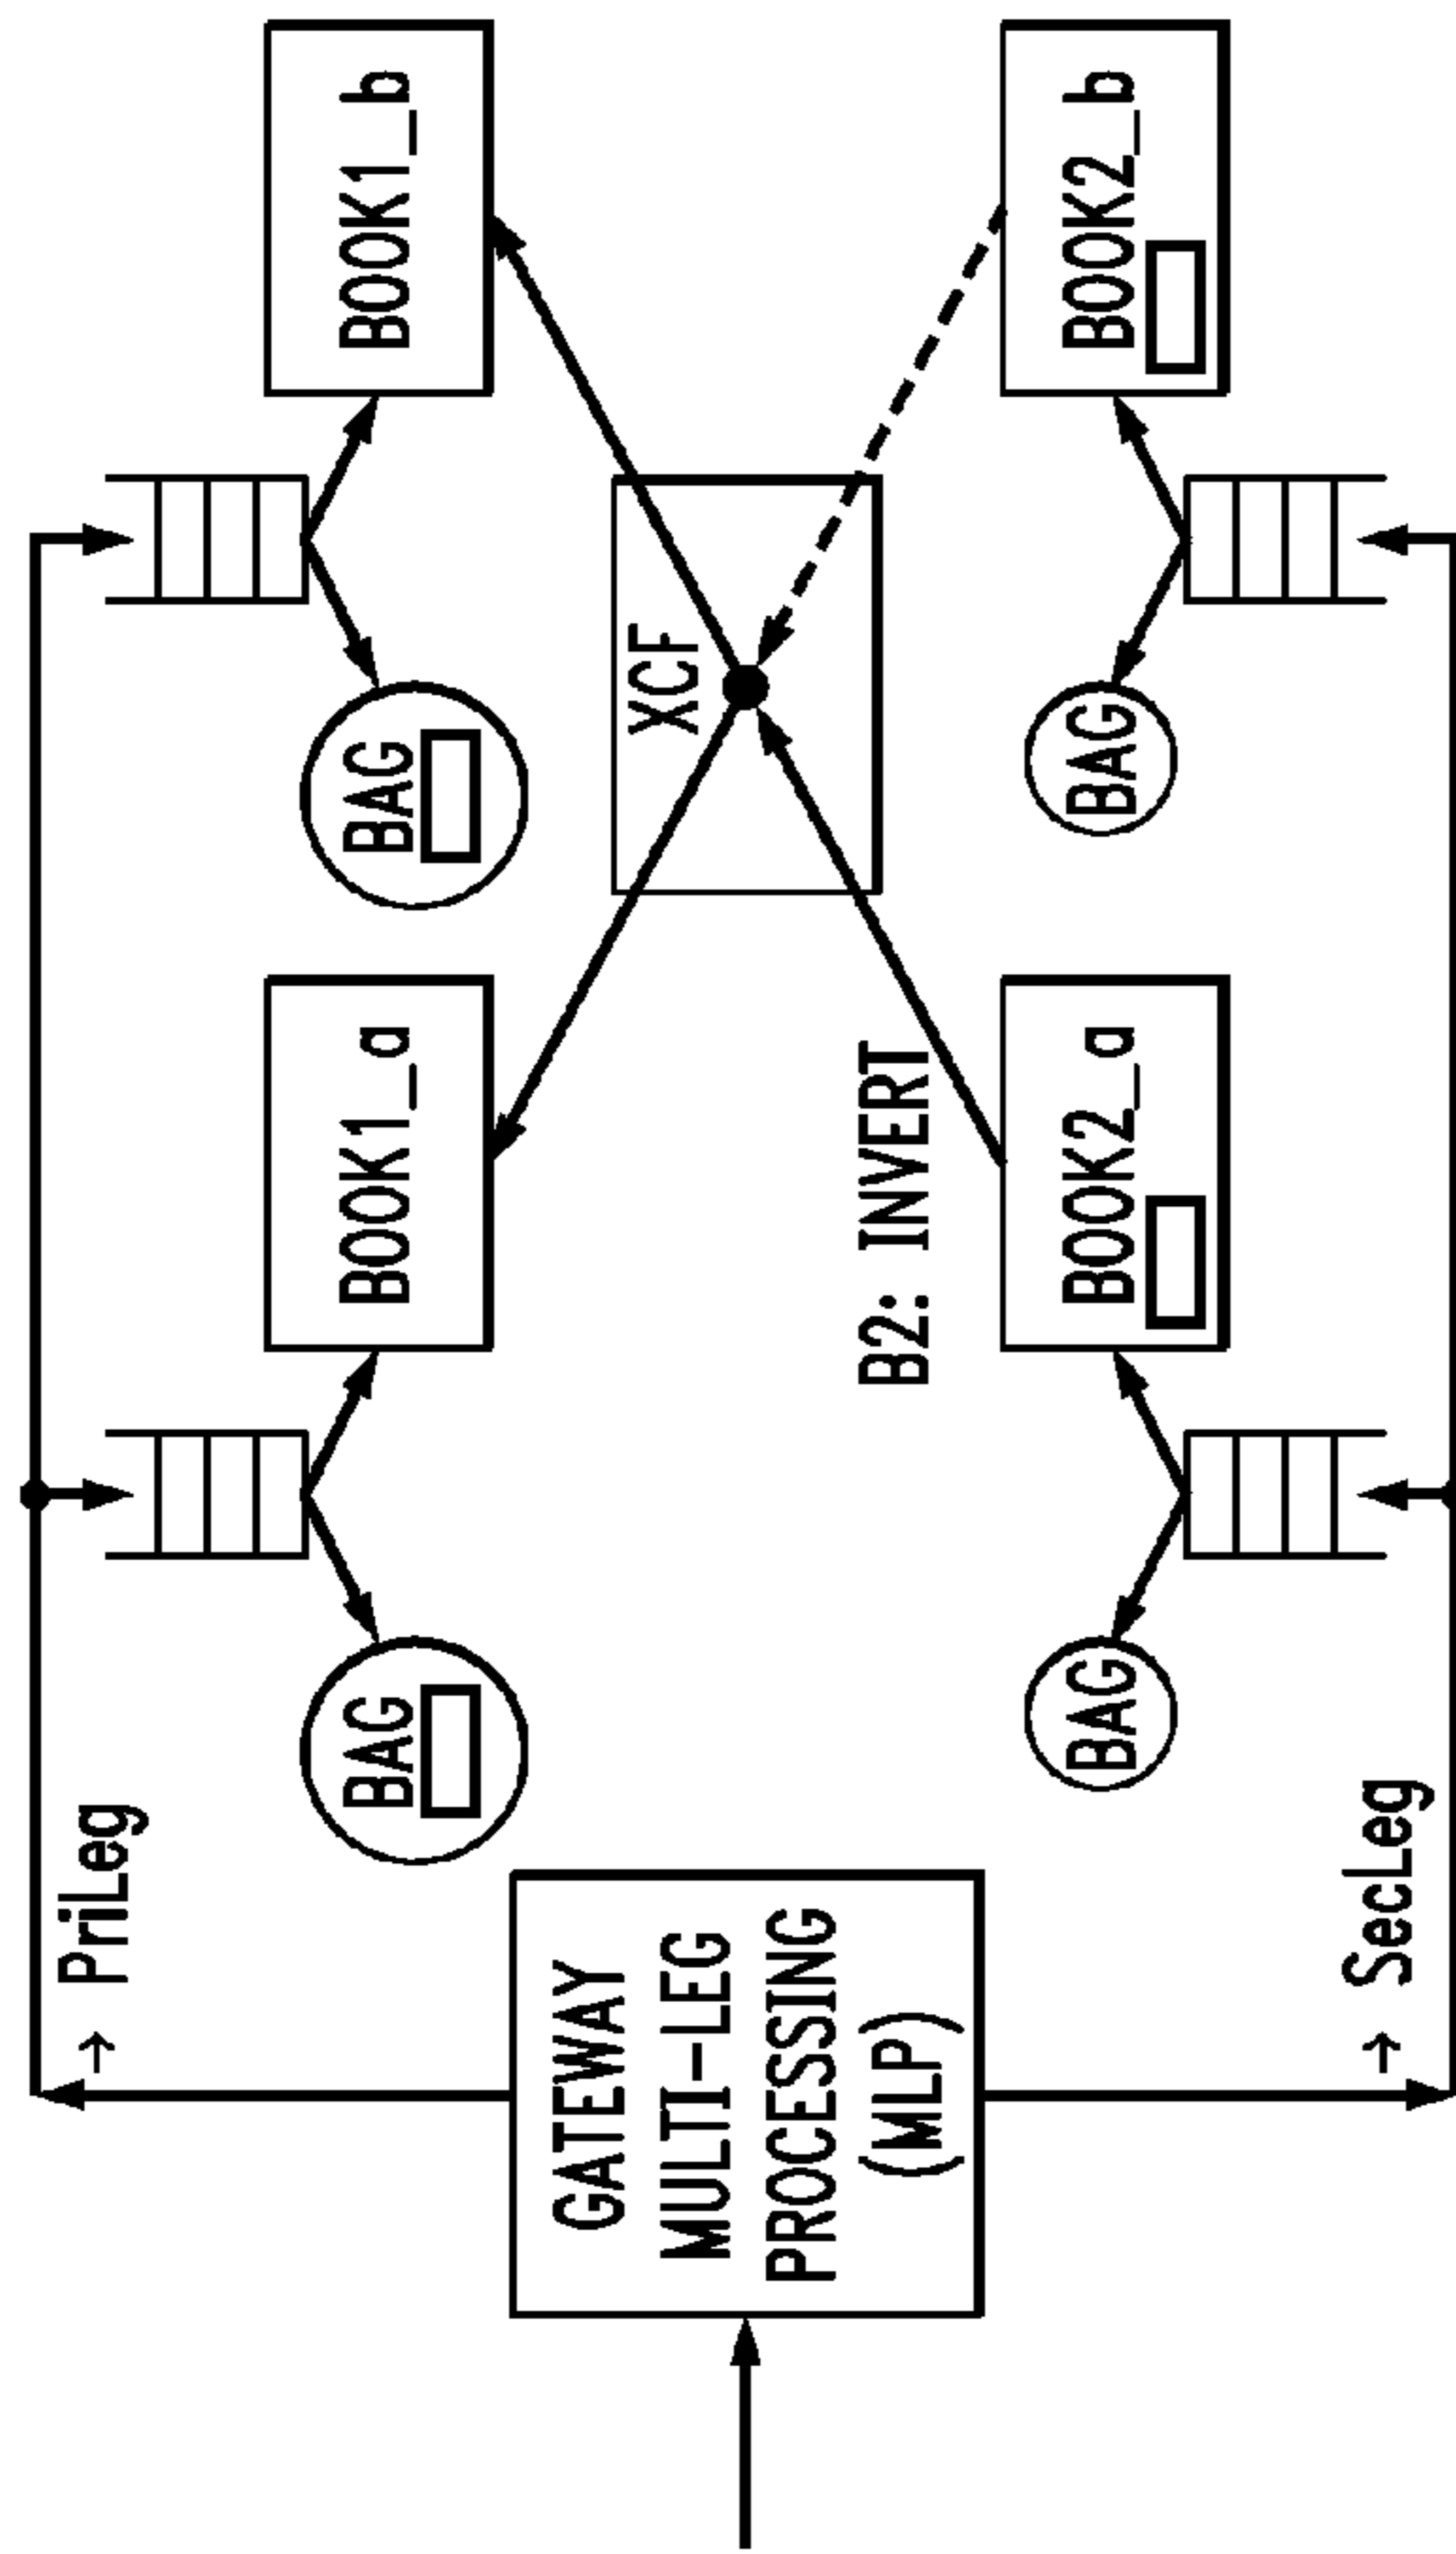 → PriLeg
BAG
BOOK1_a
BAG
BOOK1_b
GATEWAY
MULTI-LEG
PROCESSING
(MLP)
XCF
B2: INVERT
BAG
BOOK2_a
BAG
BOOK2_b
→ SecLeg